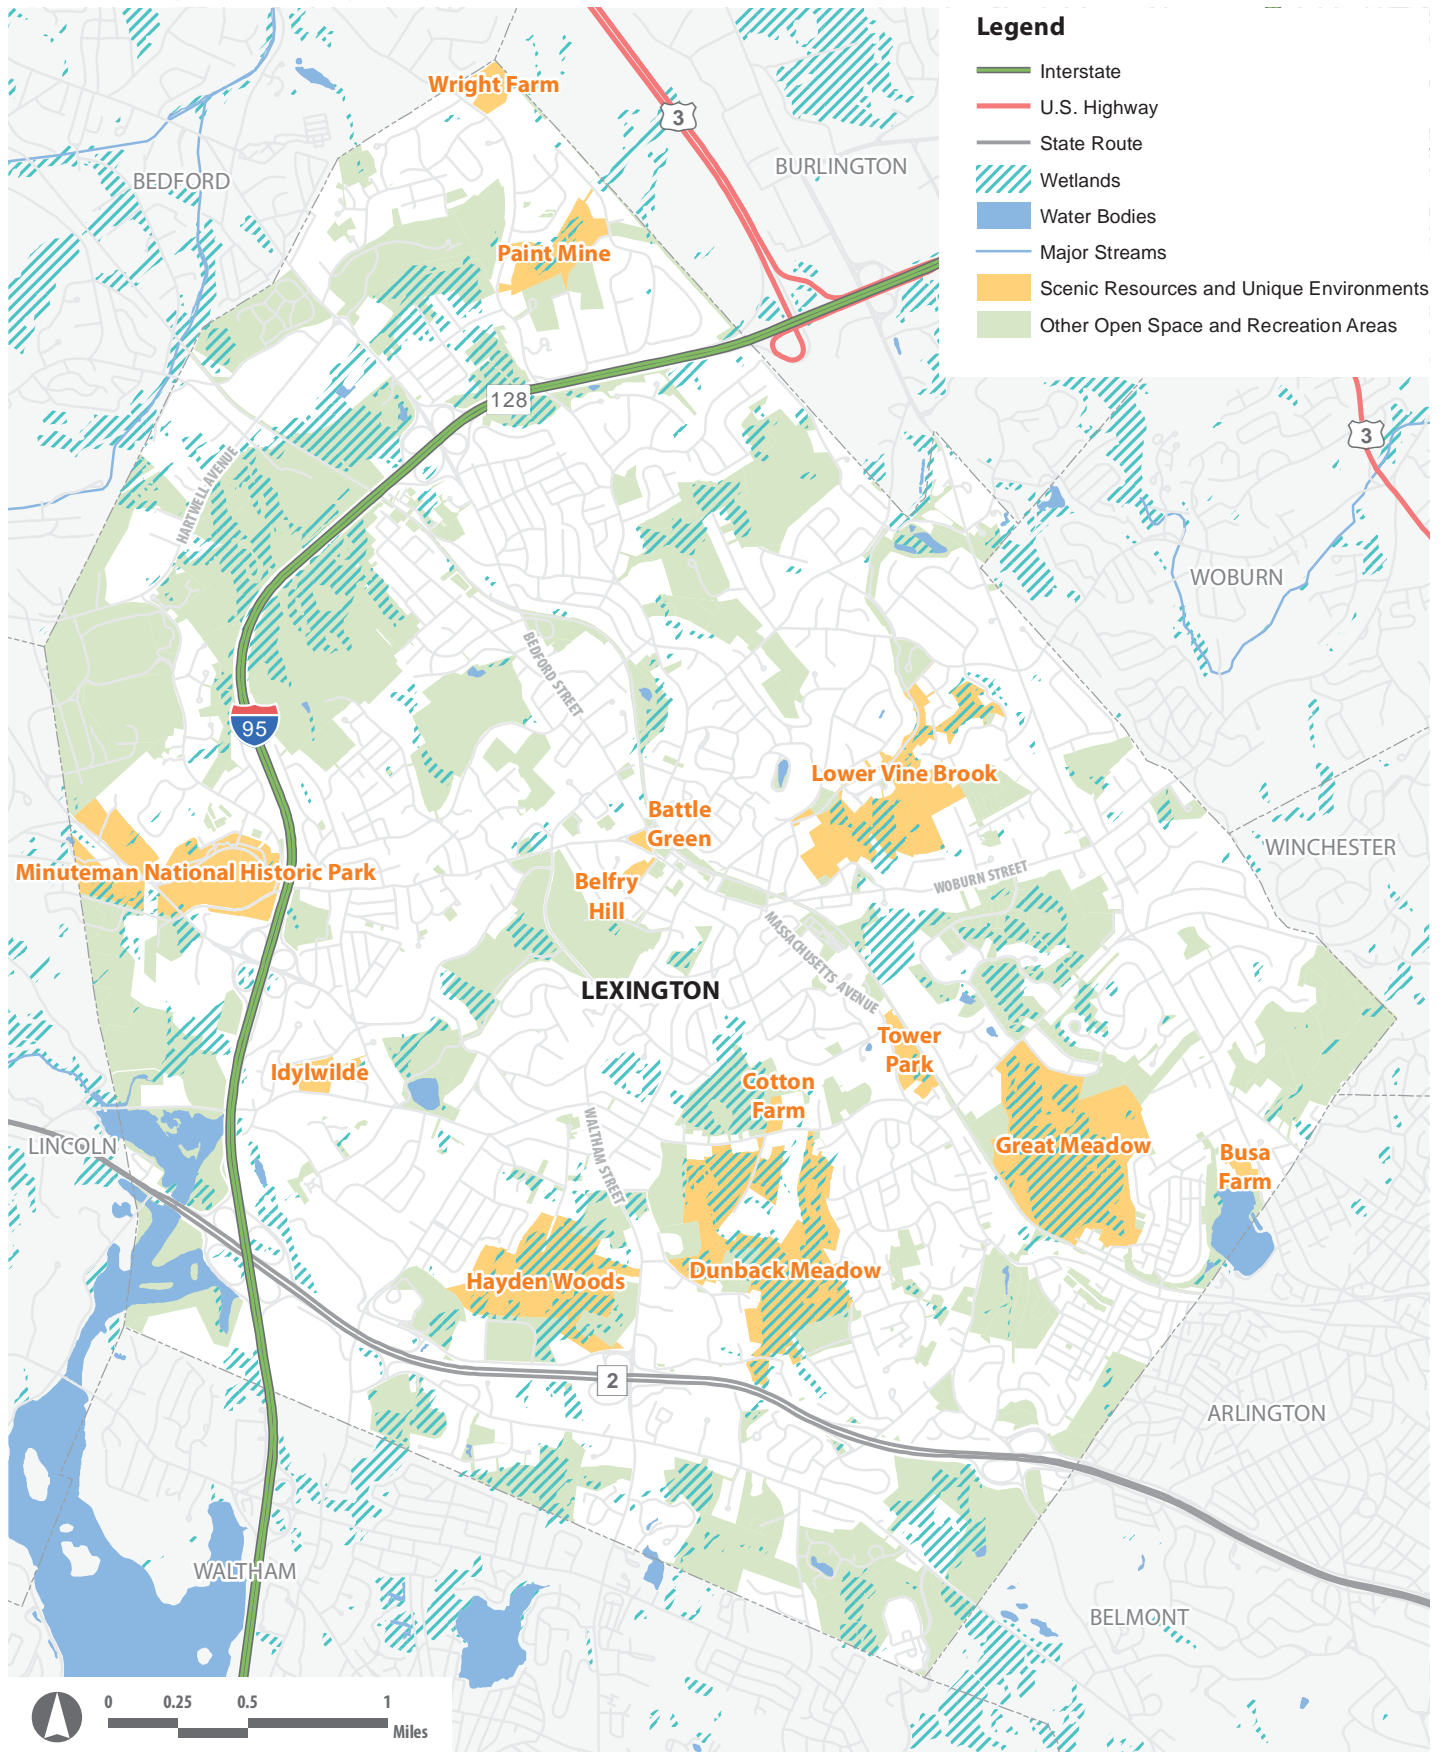 Legend
Interstate
U.S. Highway
State Route
Wetlands
Water Bodies
Major Streams
Scenic Resources and Unique Environments
Other Open Space and Recreation Areas
Wright Farm
3
BURLINGTON
BEDFORD
Paint Mine
128
3
HARTWELL AVENUE
WOBURN
BEDFORD STREET
95
Lower Vine Brook
Battle
Green
WINCHESTER
Minuteman National Historic Park
Belfry
Hill
WOBURN STREET
MASSACHUSETTS AVENUE
LEXINGTON
Tower
Park
Idylwilde
Cotton
Farm
LINCOLN
WALTHAM STREET
Great Meadow
Busa
Farm
Hayden Woods
Dunback Meadow
2
ARLINGTON
WALTHAM
BELMONT
0 0.25 0.5 1
Miles